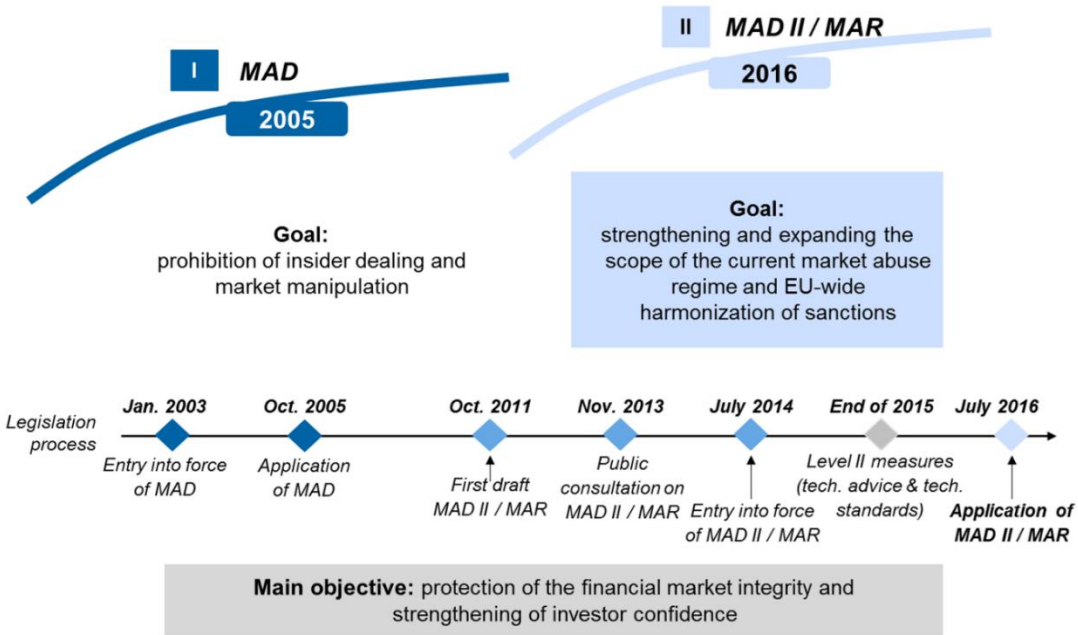 I MAD
2005
II MAD II / MAR
2016
Goal:
prohibition of insider dealing and
market manipulation
Goal:
strengthening and expanding the
scope of the current market abuse
regime and EU-wide
harmonization of sanctions
Legislation
process
Jan. 2003
Entry into force
of MAD
Oct. 2005
Application
of MAD
Oct. 2011
First draft
MAD II / MAR
Nov. 2013
Public
consultation on
MAD II / MAR
July 2014
Entry into force
of MAD II / MAR
End of 2015
Level II measures
(tech. advice & tech.
standards)
July 2016
Application of
MAD II / MAR
Main objective: protection of the financial market integrity and
strengthening of investor confidence